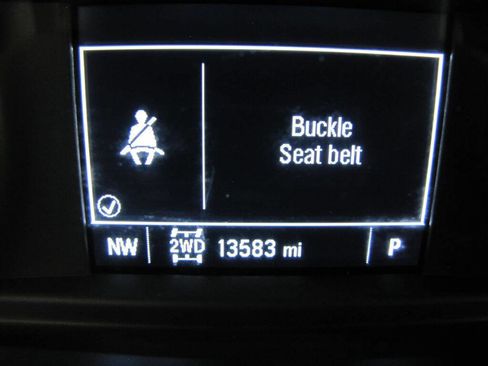 Buckle
Seat belt
NW 2WD 13583 mi P